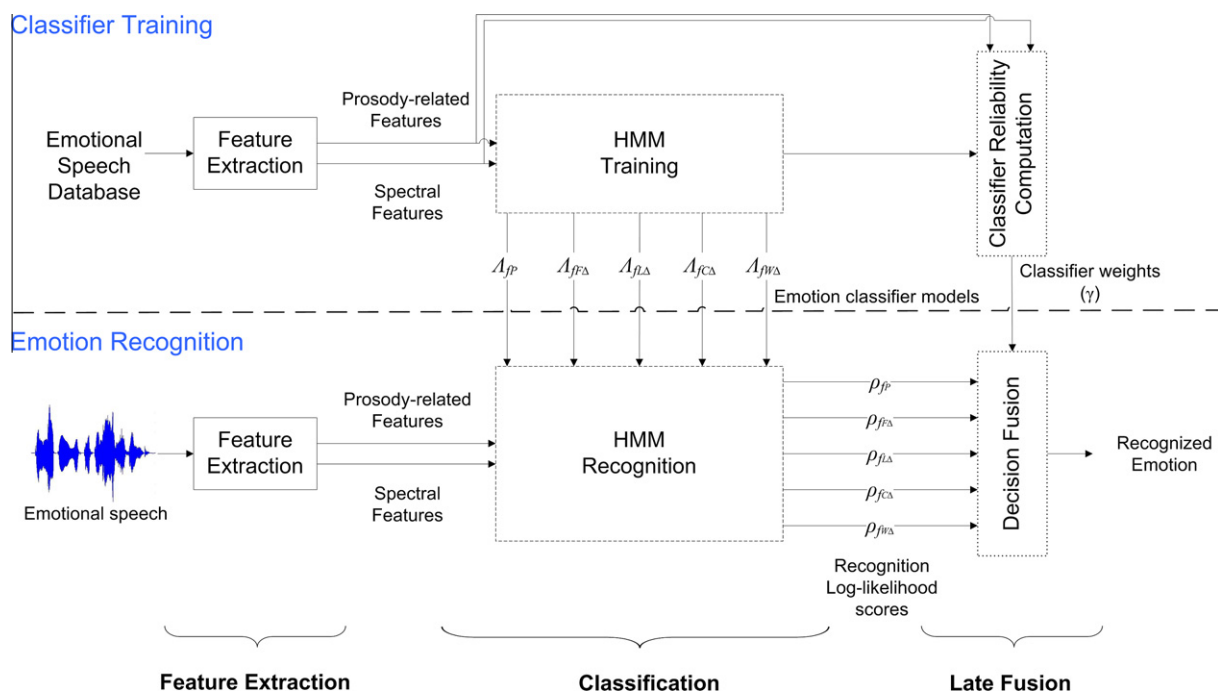 Classifier Training
Emotional
Speech
Database
Feature
Extraction
Prosody-related
Features
Spectral
Features
HMM
Training
Classifier Reliability
Computation
Λ_fP
Λ_fFΔ
Λ_fLΔ
Λ_fCΔ
Λ_fWΔ
Emotion classifier models
Classifier weights
(γ)
Emotion Recognition
Emotional speech
Feature
Extraction
Prosody-related
Features
Spectral
Features
HMM
Recognition
ρ_fP
ρ_fFΔ
ρ_fLΔ
ρ_fCΔ
ρ_fWΔ
Recognition
Log-likelihood
scores
Decision Fusion
Recognized
Emotion
Feature Extraction
Classification
Late Fusion